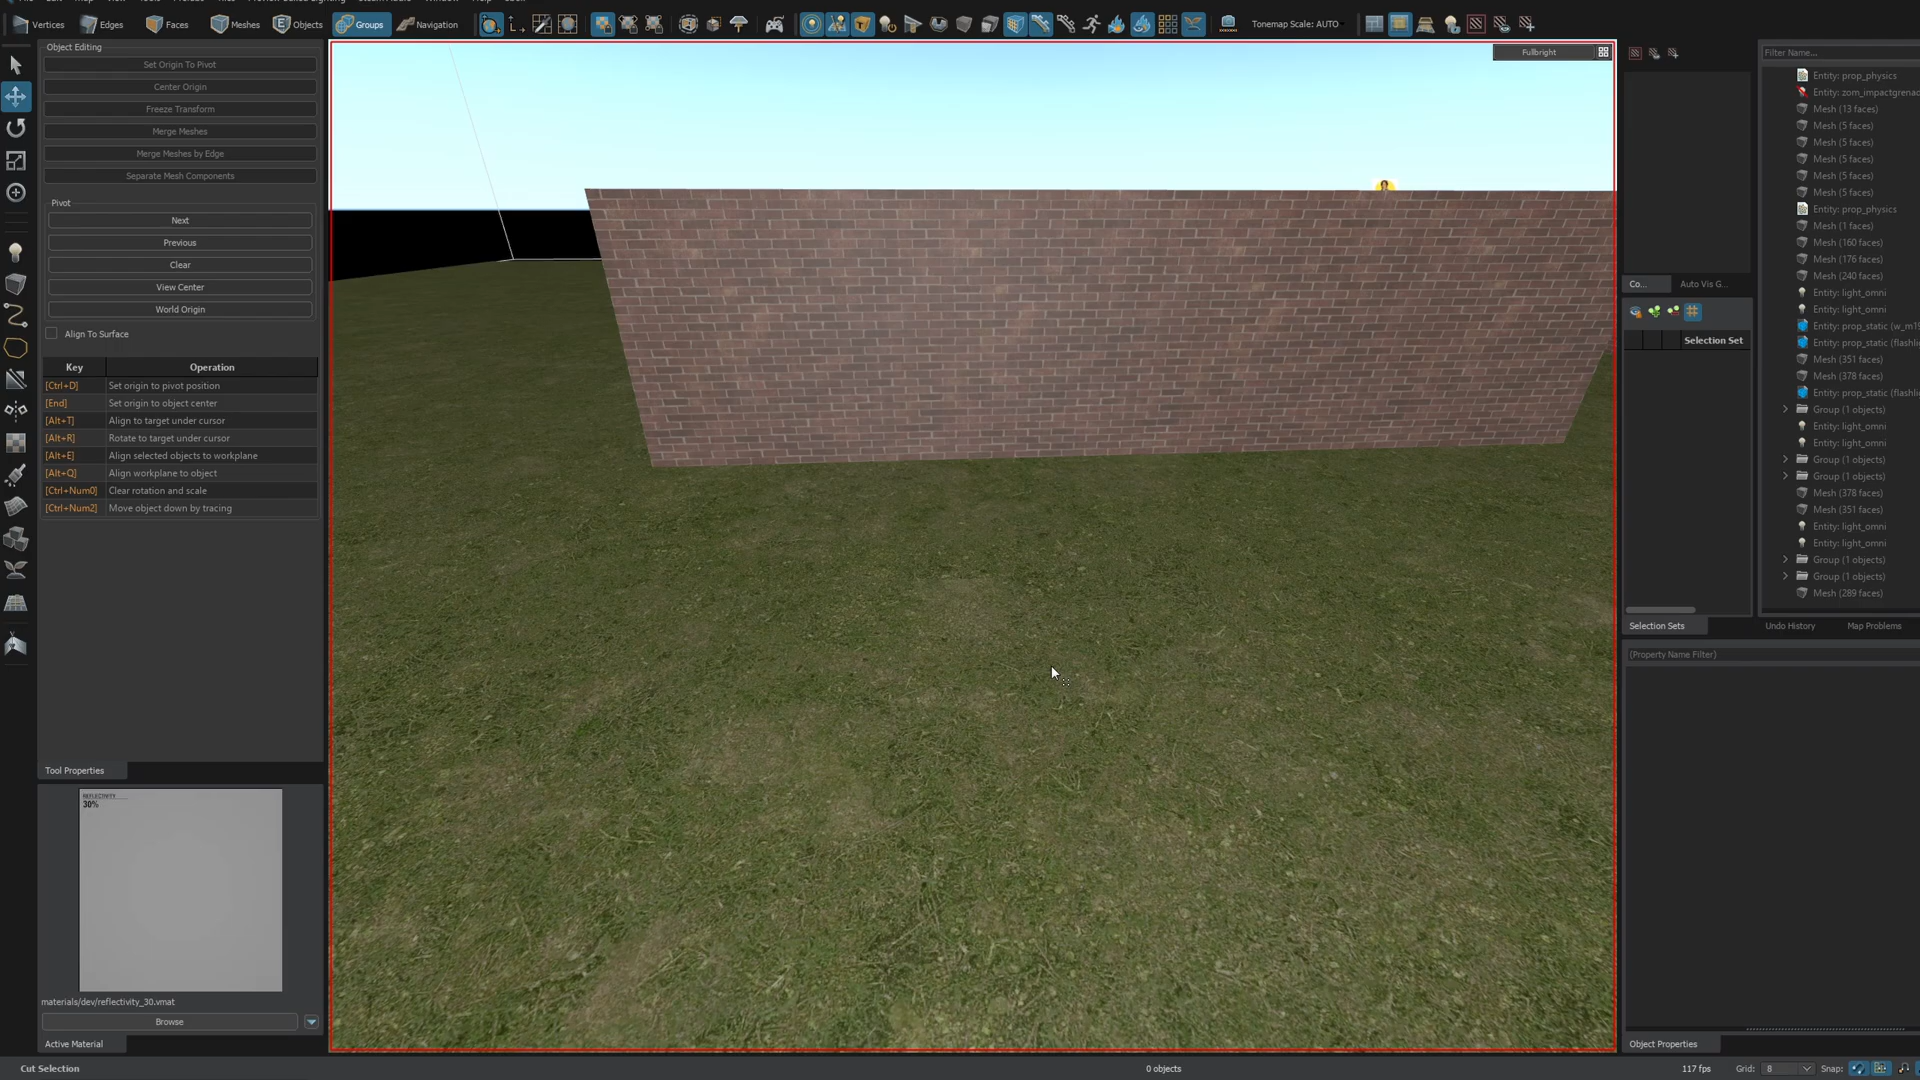 Vertices
Edges
Faces
Meshes
Objects
Groups
Navigation
Tonemap Scale: AUTO
Object Editing
Set Origin To Pivot
Center Origin
Freeze Transform
Merge Meshes
Merge Meshes by Edge
Separate Mesh Components
Pivot
Next
Previous
Clear
View Center
World Origin
Align To Surface
Key Operation
[Ctrl+D] Set origin to pivot position
[End] Set origin to object center
[Alt+T] Align to target under cursor
[Alt+R] Rotate to target under cursor
[Alt+E] Align selected objects to workplane
[Alt+Q] Align workplane to object
[Ctrl+Num0] Clear rotation and scale
[Ctrl+Num2] Move object down by tracing
Tool Properties
REFLECTIVITY
30%
materials/dev/reflectivity_30.vmat
Browse
Active Material
Cut Selection
Fullbright
0 objects
117 fps
Grid: 8
Snap:
Co...
Auto Vis G...
Selection Set
Selection Sets
Undo History
Map Problems
(Property Name Filter)
Object Properties
Filter Name...
Entity: prop_physics
Entity: zom_impactgrenad
Mesh (13 faces)
Mesh (5 faces)
Mesh (5 faces)
Mesh (5 faces)
Mesh (5 faces)
Mesh (5 faces)
Entity: prop_physics
Mesh (1 faces)
Mesh (160 faces)
Mesh (176 faces)
Mesh (240 faces)
Entity: light_omni
Entity: light_omni
Entity: prop_static (w_m19
Entity: prop_static (flashli
Mesh (351 faces)
Mesh (378 faces)
Entity: prop_static (flashli
Group (1 objects)
Entity: light_omni
Entity: light_omni
Group (1 objects)
Group (1 objects)
Mesh (378 faces)
Mesh (351 faces)
Entity: light_omni
Entity: light_omni
Group (1 objects)
Group (1 objects)
Mesh (289 faces)